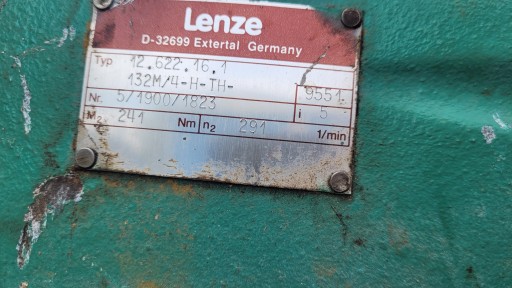 Lenze
D-32699 Extertal Germany
Typ 12.622.16.1
132M/4-H-TH- 9551
Nr. 5/1900/1823 i 5
M2 241 Nm n2 291 1/min